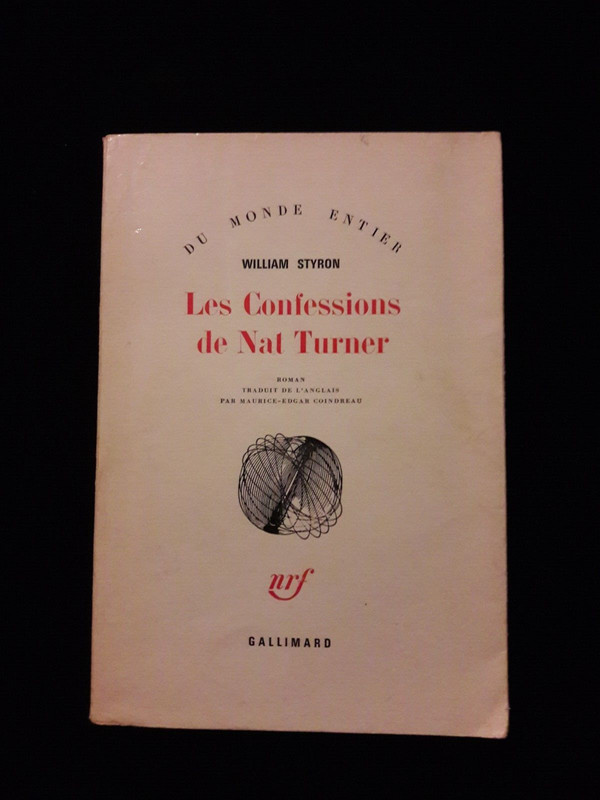 DU MONDE ENTIER
WILLIAM STYRON
Les Confessions
de Nat Turner
ROMAN
TRADUIT DE L'ANGLAIS
PAR MAURICE-EDGAR COINDREAU
nrf
GALLIMARD